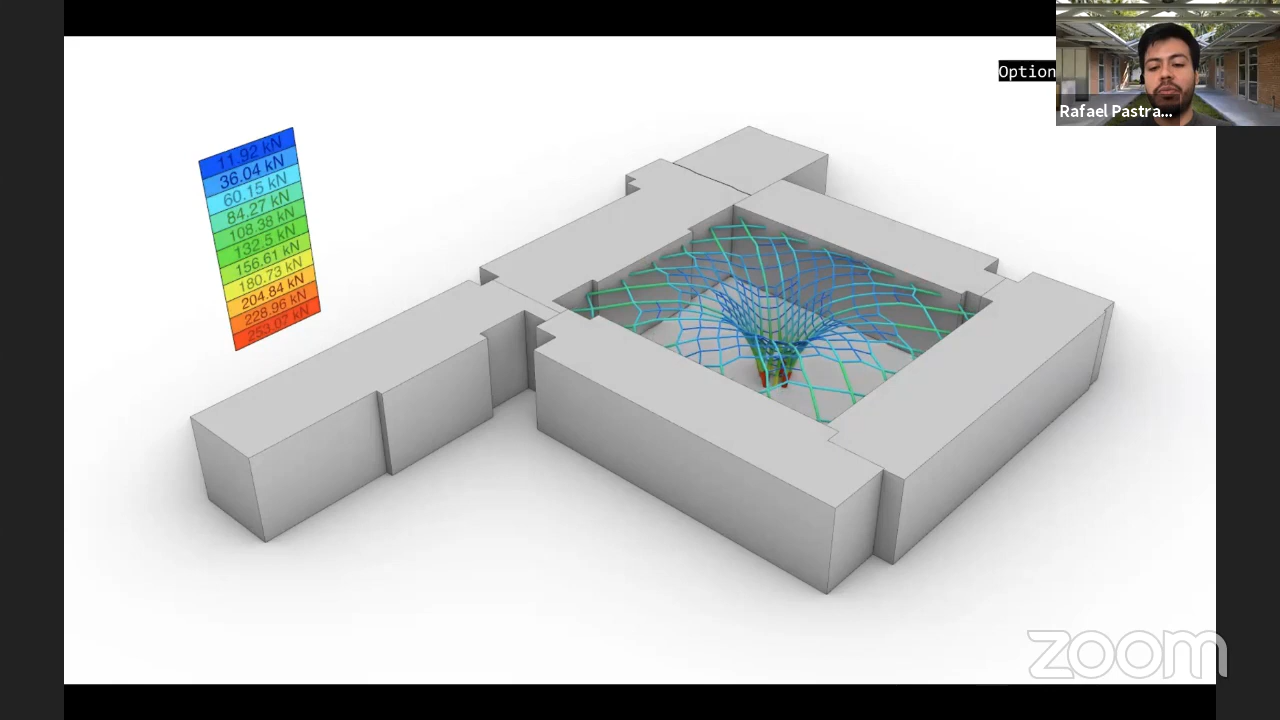 Option
Rafael Pastra...
11.92 kN
36.04 kN
60.15 kN
84.27 kN
108.38 kN
132.5 kN
156.61 kN
180.73 kN
204.84 kN
228.96 kN
253.07 kN
zoom